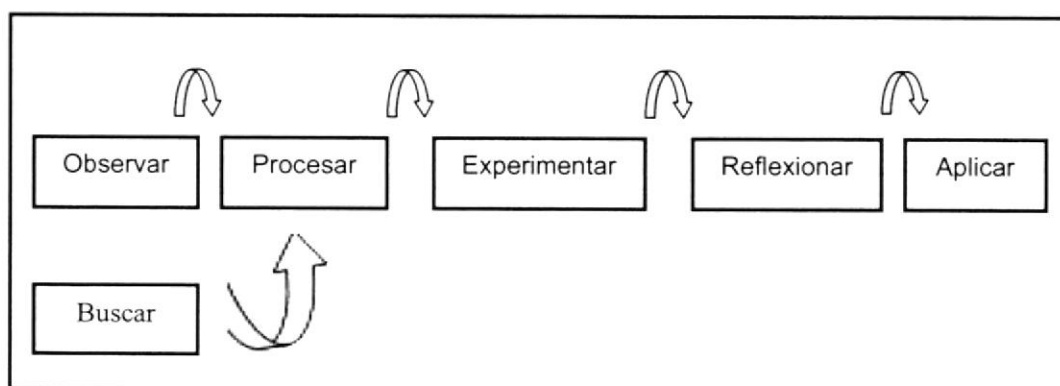 Observar
Procesar
Experimentar
Reflexionar
Aplicar
Buscar